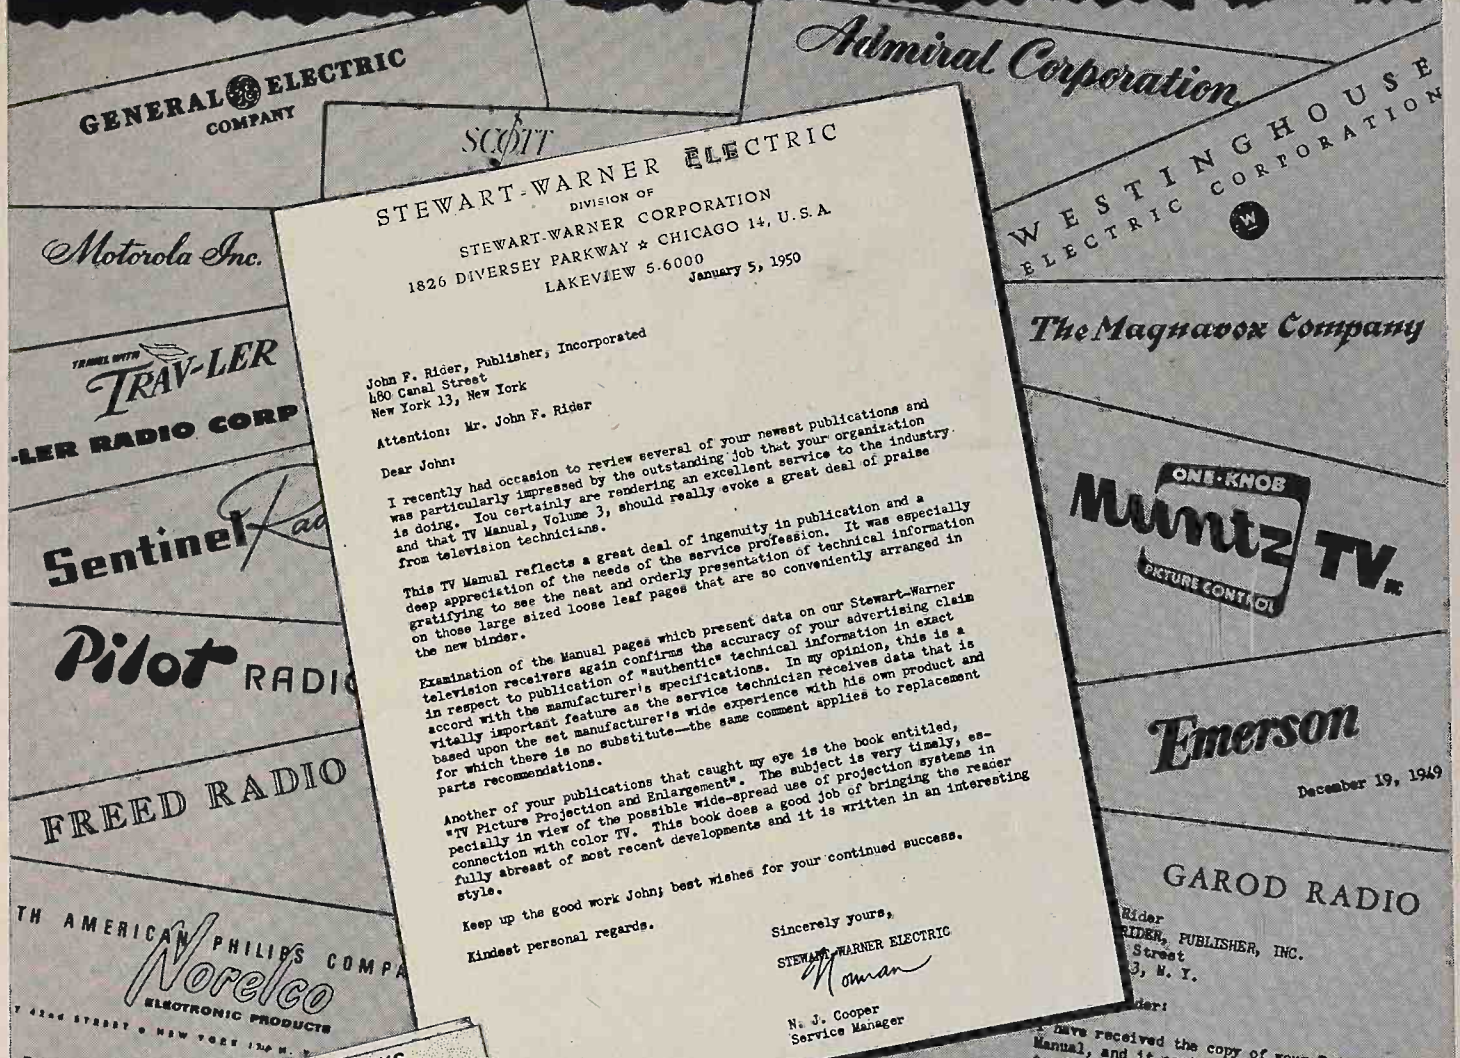 GENERAL ELECTRIC
COMPANY
SCOTT
Admiral Corporation
WESTINGHOUSE
ELECTRIC CORPORATION
W
Motorola Inc.
TRAVEL WITH
TRAV-LER
-LER RADIO CORP
Sentinel Rad
Pilot RADIO
FREED RADIO
TH AMERICAN PHILIPS COMPA
Norelco
ELECTRONIC PRODUCTS
T 42nd STREET NEW YORK N.
STEWART-WARNER ELECTRIC
DIVISION OF
STEWART-WARNER CORPORATION
1826 DIVERSEY PARKWAY ☆ CHICAGO 14, U.S.A.
LAKEVIEW 5-6000
January 5, 1950
John F. Rider, Publisher, Incorporated
480 Canal Street
New York 13, New York
Attention: Mr. John F. Rider
Dear John:
I recently had occasion to review several of your newest publications and
was particularly impressed by the outstanding job that your organization
is doing. You certainly are rendering an excellent service to the industry
and that TV Manual, Volume 3, should really evoke a great deal of praise
from television technicians.
This TV Manual reflects a great deal of ingenuity in publication and a
deep appreciation of the needs of the service profession. It was especially
gratifying to see the neat and orderly presentation of technical information
on those large sized loose leaf pages that are so conveniently arranged in
the new binder.
Examination of the Manual pages which present data on our Stewart-Warner
television receivers again confirms the accuracy of your advertising claim
in respect to publication of "authentic" technical information in exact
accord with the manufacturer's specifications. In my opinion, this is a
vitally important feature as the service technician receives data that is
based upon the set manufacturer's wide experience with his own product and
for which there is no substitute—the same comment applies to replacement
parts recommendations.
Another of your publications that caught my eye is the book entitled,
"TV Picture Projection and Enlargement". The subject is very timely, es-
pecially in view of the possible wide-spread use of projection systems in
connection with color TV. This book does a good job of bringing the reader
fully abreast of most recent developments and it is written in an interesting
style.
Keep up the good work John; best wishes for your continued success.
Kindest personal regards.
Sincerely yours,
STEWART-WARNER ELECTRIC
Norman
N. J. Cooper
Service Manager
The Magnavox Company
ONE-KNOB
Muntz TV INC
PICTURE CONTROL
Emerson
December 19, 1949
GAROD RADIO
Rider
RIDER, PUBLISHER, INC.
Street
3, N. Y.
der:
I have received the copy of your
Manual, and it